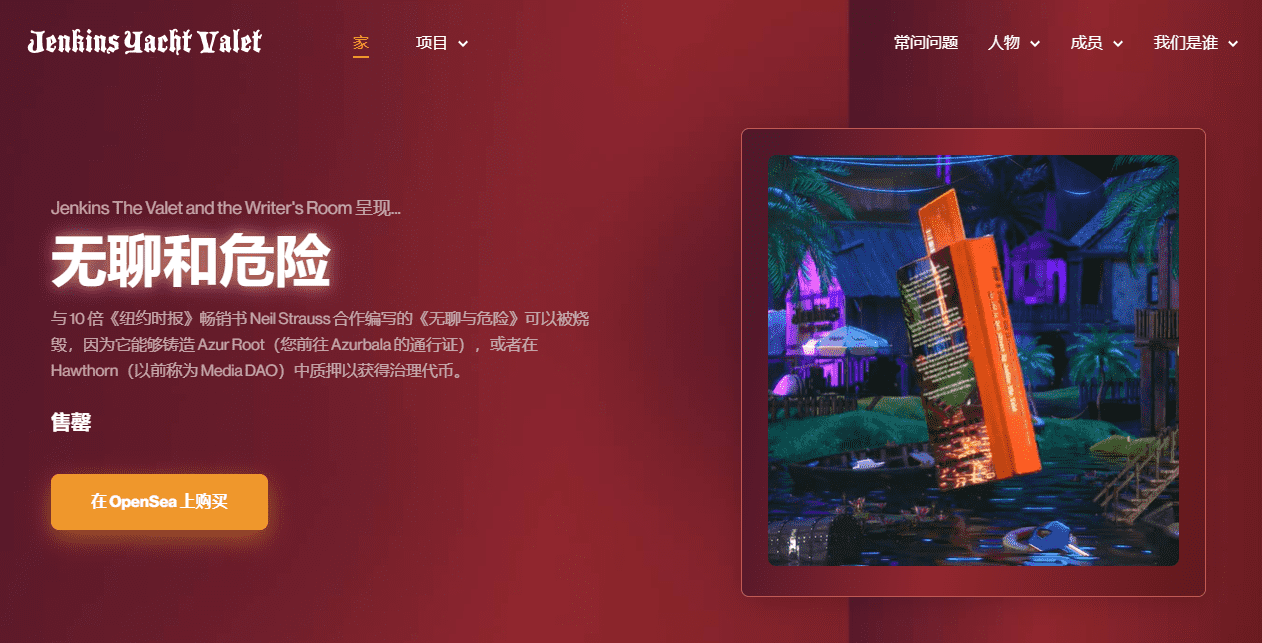 Jenkins Yacht Valet
家
项目
常问问题
人物
成员
我们是谁
Jenkins The Valet and the Writer's Room 呈现...
无聊和危险
与 10 倍《纽约时报》畅销书 Neil Strauss 合作编写的《无聊与危险》可以被烧
毁，因为它能够铸造 Azur Root（您前往 Azurbala 的通行证），或者在
Hawthorn（以前称为 Media DAO）中质押以获得治理代币。
售罄
在 OpenSea 上购买